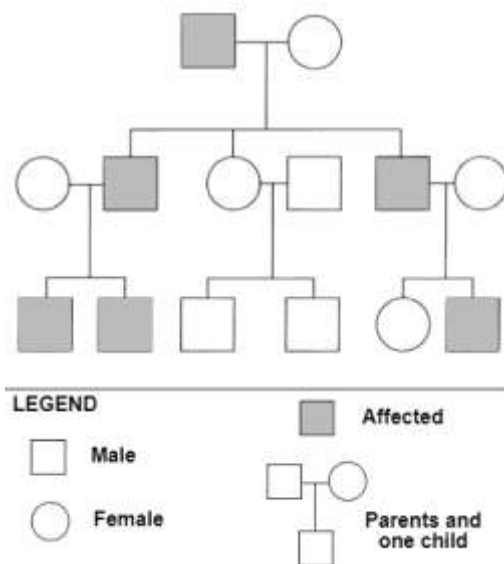 LEGEND
Affected
Male
Female
Parents and
one child